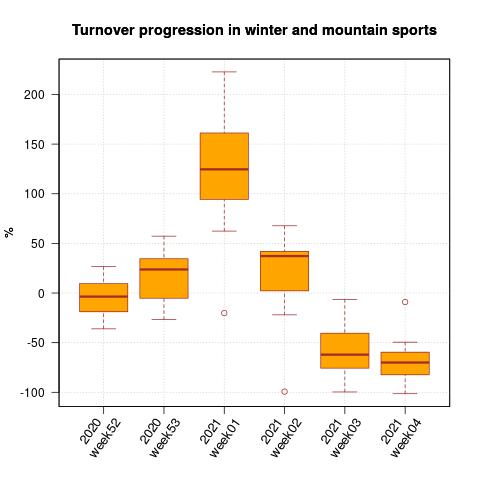 Turnover progression in winter and mountain sports
%
200
150
100
50
0
-50
-100
2020
week52
2020
week53
2021
week01
2021
week02
2021
week03
2021
week04